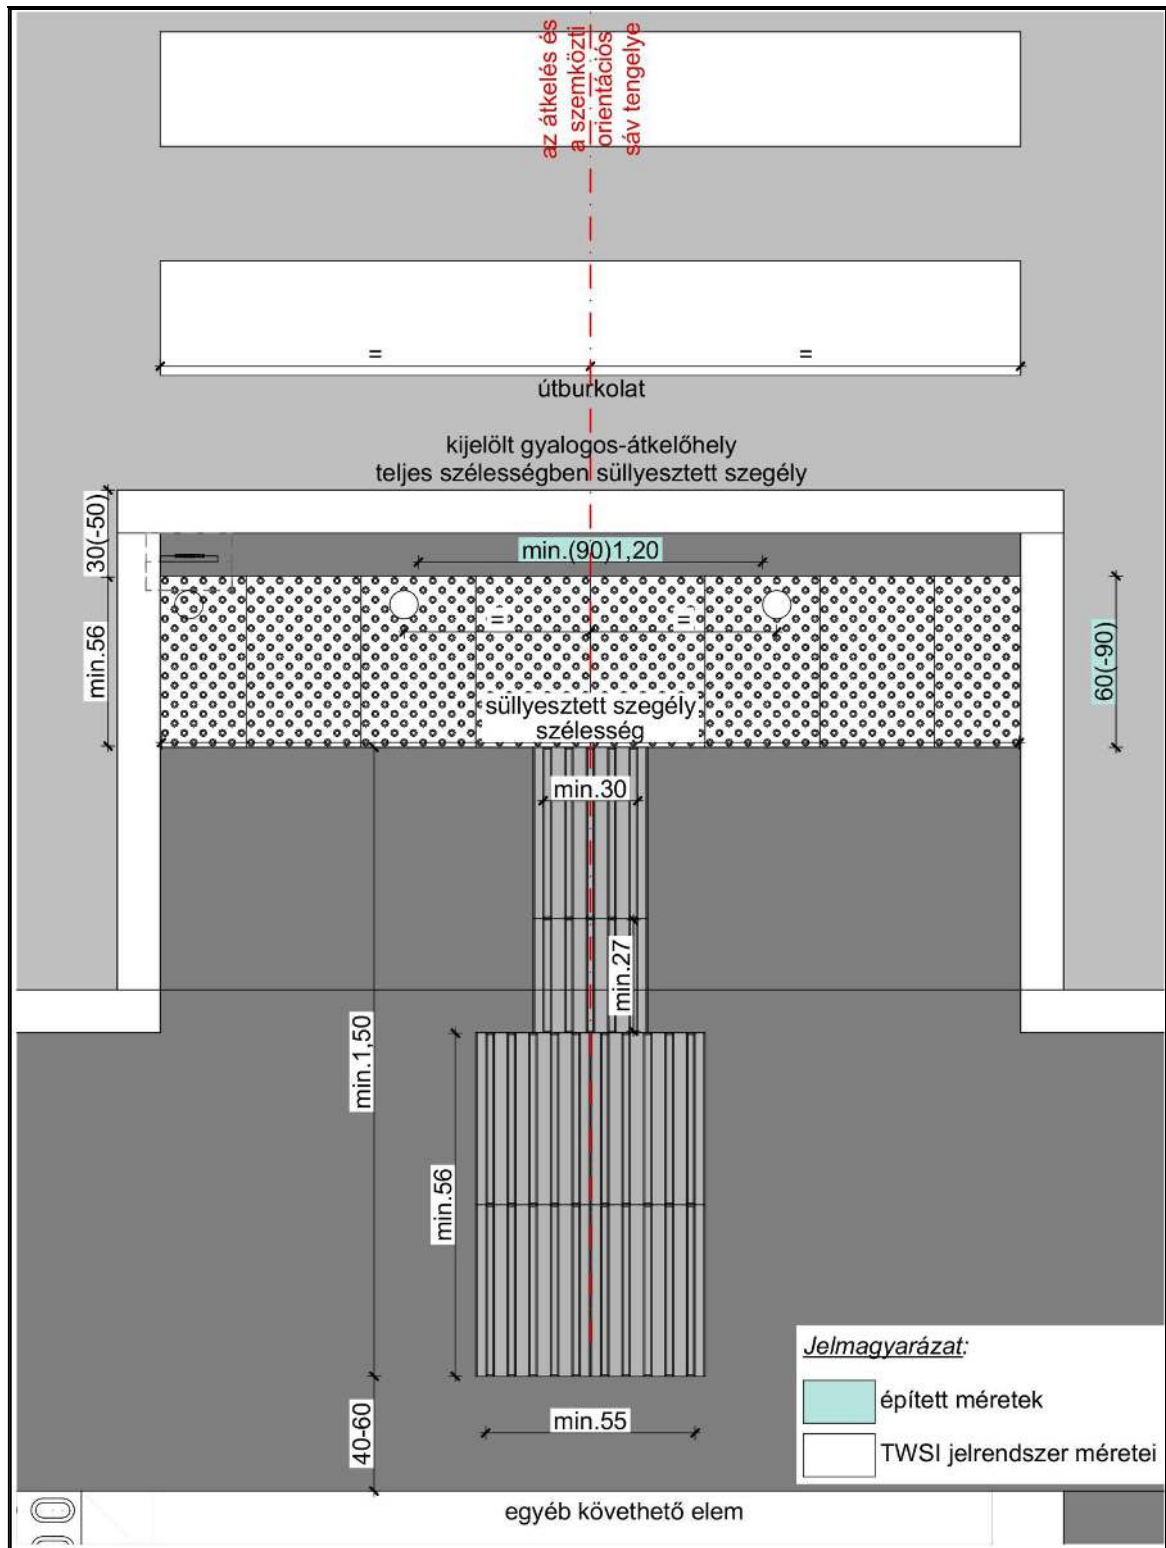 az átkelés és
a szemközti
orientációs
sáv tengelye
= =
útburkolat
kijelölt gyalogos-átkelőhely
teljes szélességben süllyesztett szegély
30(-50)
min.(90)1,20
min.56
= =
60(-90)
süllyesztett szegély
szélesség
min.30
min.27
min.1,50
min.56
40-60
min.55
Jelmagyarázat:
épített méretek
TWSI jelrendszer méretei
egyéb követhető elem